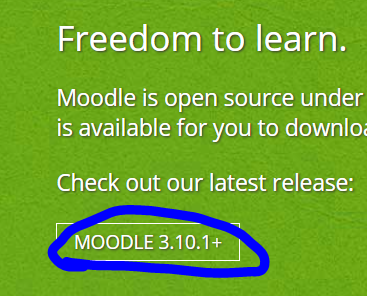 Freedom to learn.
Moodle is open source under
is available for you to downloa
Check out our latest release:
MOODLE 3.10.1+